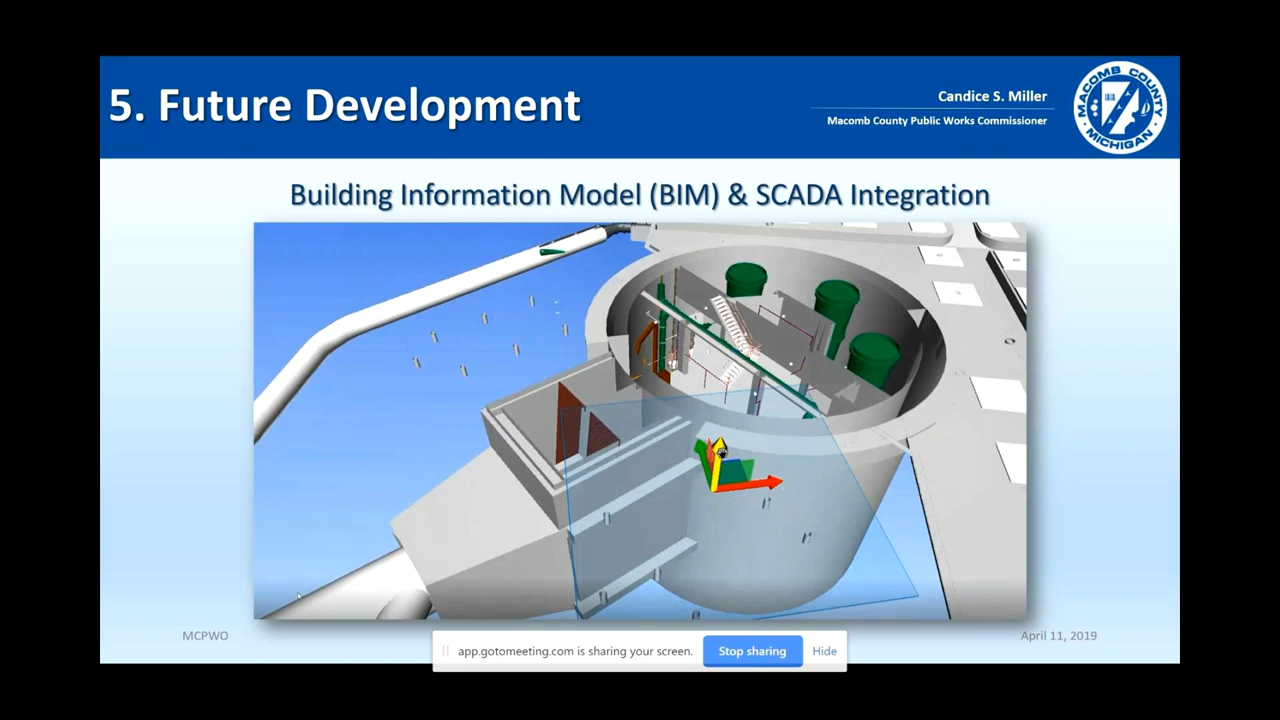 5. Future Development
Candice S. Miller
Macomb County Public Works Commissioner
MACOMB COUNTY
MICHIGAN
Building Information Model (BIM) & SCADA Integration
MCPWO
April 11, 2019
app.gotomeeting.com is sharing your screen.
Stop sharing
Hide